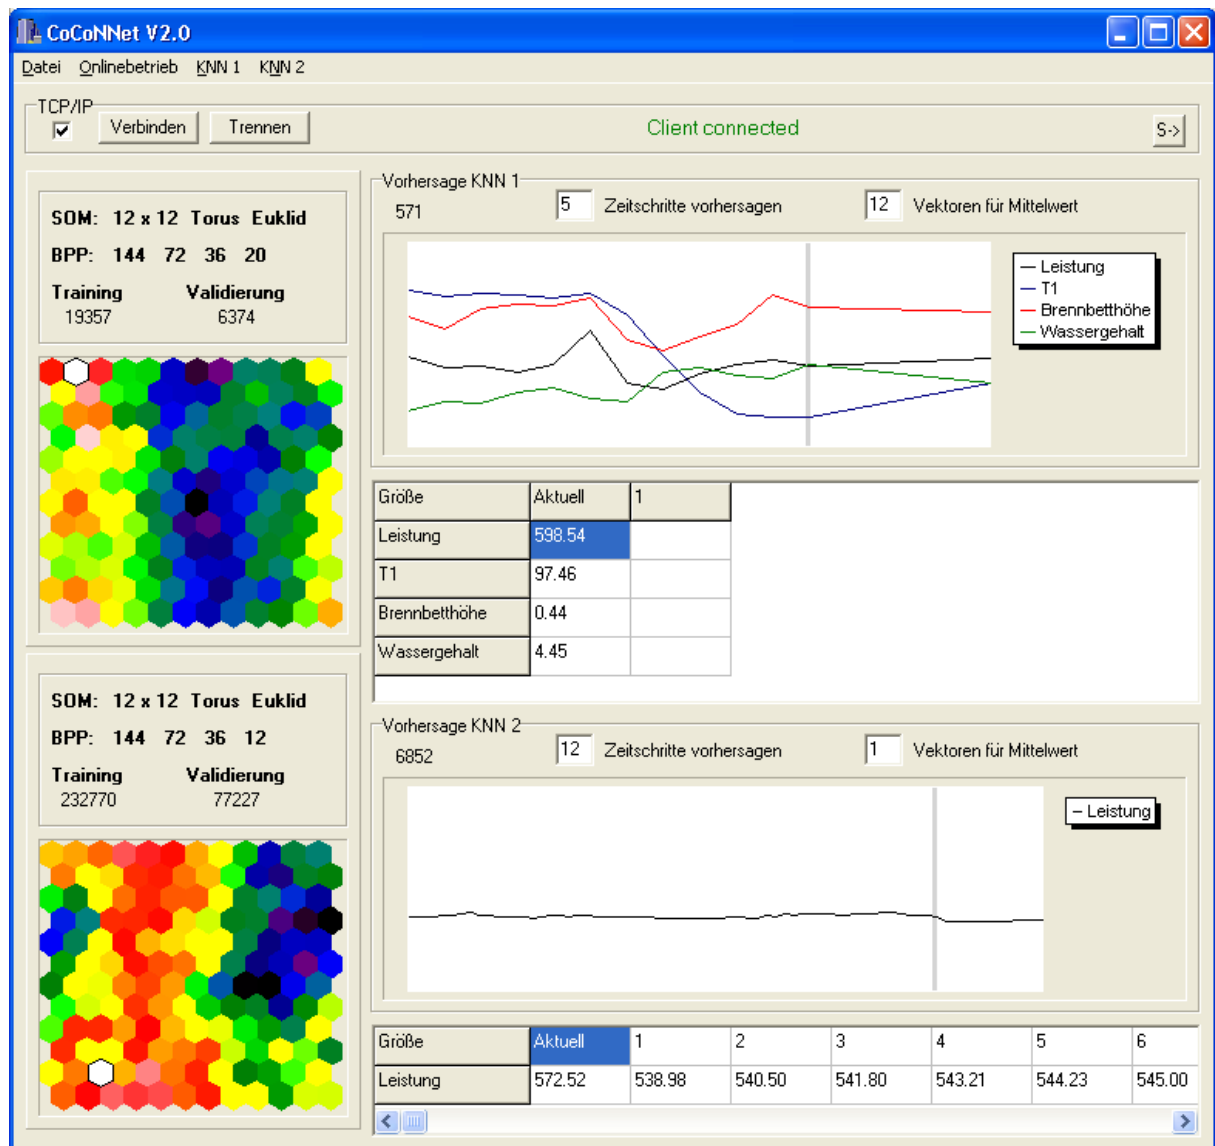 CoCoNNet V2.0
Datei Onlinebetrieb KNN 1 KNN 2
TCP/IP
Verbinden Trennen Client connected S->
SOM: 12 x 12 Torus Euklid
BPP: 144 72 36 20
Training Validierung
19357 6374
Vorhersage KNN 1
571 5 Zeitschritte vorhersagen 12 Vektoren für Mittelwert
Leistung
T1
Brennbetthöhe
Wassergehalt
Größe Aktuell 1
Leistung 598.54
T1 97.46
Brennbetthöhe 0.44
Wassergehalt 4.45
SOM: 12 x 12 Torus Euklid
BPP: 144 72 36 12
Training Validierung
232770 77227
Vorhersage KNN 2
6852 12 Zeitschritte vorhersagen 1 Vektoren für Mittelwert
Leistung
Größe Aktuell 1 2 3 4 5 6
Leistung 572.52 538.98 540.50 541.80 543.21 544.23 545.00